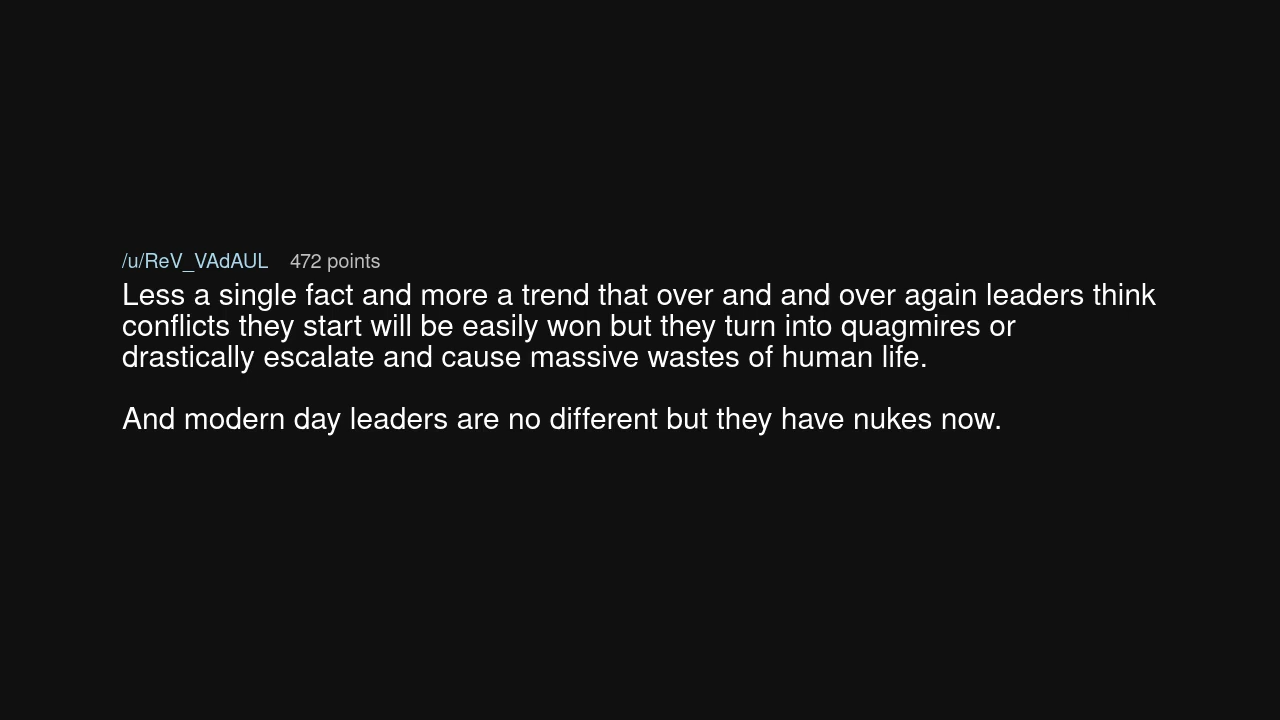 /u/ReV_VAdAUL 472 points
Less a single fact and more a trend that over and and over again leaders think
conflicts they start will be easily won but they turn into quagmires or
drastically escalate and cause massive wastes of human life.
And modern day leaders are no different but they have nukes now.